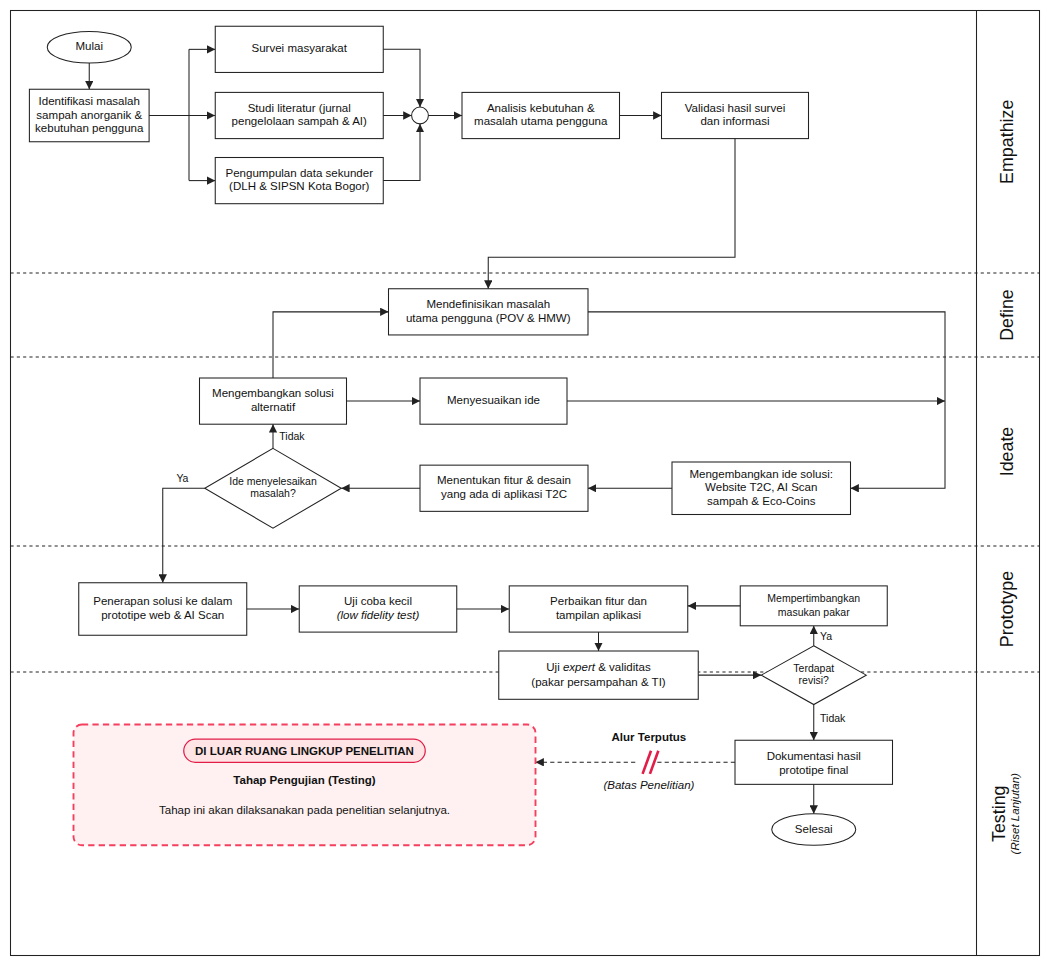 Mulai
Identifikasi masalah
sampah anorganik &
kebutuhan pengguna
Survei masyarakat
Studi literatur (jurnal
pengelolaan sampah & AI)
Pengumpulan data sekunder
(DLH & SIPSN Kota Bogor)
Analisis kebutuhan &
masalah utama pengguna
Validasi hasil survei
dan informasi
Empathize
Mendefinisikan masalah
utama pengguna (POV & HMW)
Define
Mengembangkan solusi
alternatif
Menyesuaikan ide
Tidak
Ya
Ide menyelesaikan
masalah?
Menentukan fitur & desain
yang ada di aplikasi T2C
Mengembangkan ide solusi:
Website T2C, AI Scan
sampah & Eco-Coins
Ideate
Penerapan solusi ke dalam
prototipe web & AI Scan
Uji coba kecil
(low fidelity test)
Perbaikan fitur dan
tampilan aplikasi
Mempertimbangkan
masukan pakar
Ya
Prototype
Uji expert & validitas
(pakar persampahan & TI)
Terdapat
revisi?
Tidak
DI LUAR RUANG LINGKUP PENELITIAN
Tahap Pengujian (Testing)
Tahap ini akan dilaksanakan pada penelitian selanjutnya.
Alur Terputus
(Batas Penelitian)
Dokumentasi hasil
prototipe final
Selesai
Testing
(Riset Lanjutan)